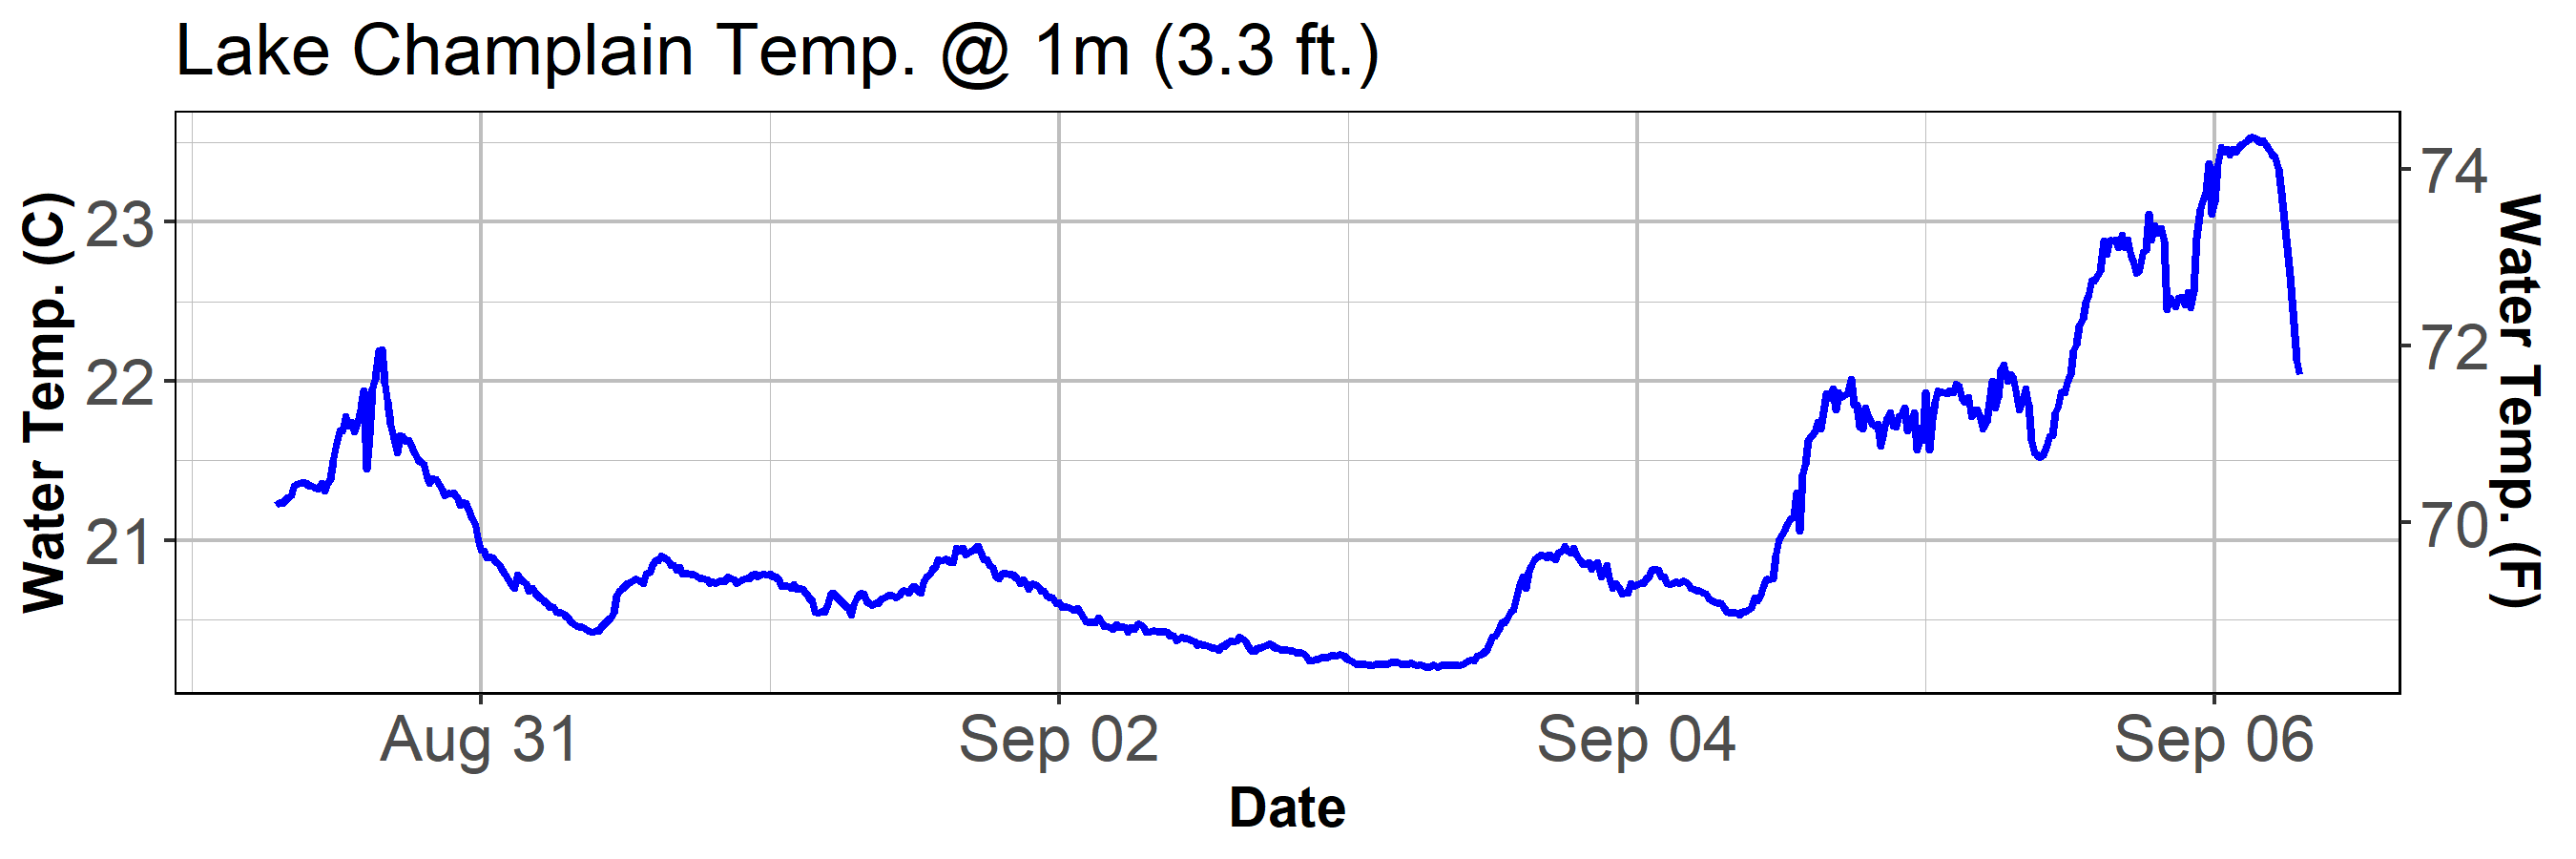 Lake Champlain Temp. @ 1m (3.3 ft.)
Water Temp. (C)
23
22
21
74
72
70
Water Temp. (F)
Aug 31
Sep 02
Sep 04
Sep 06
Date